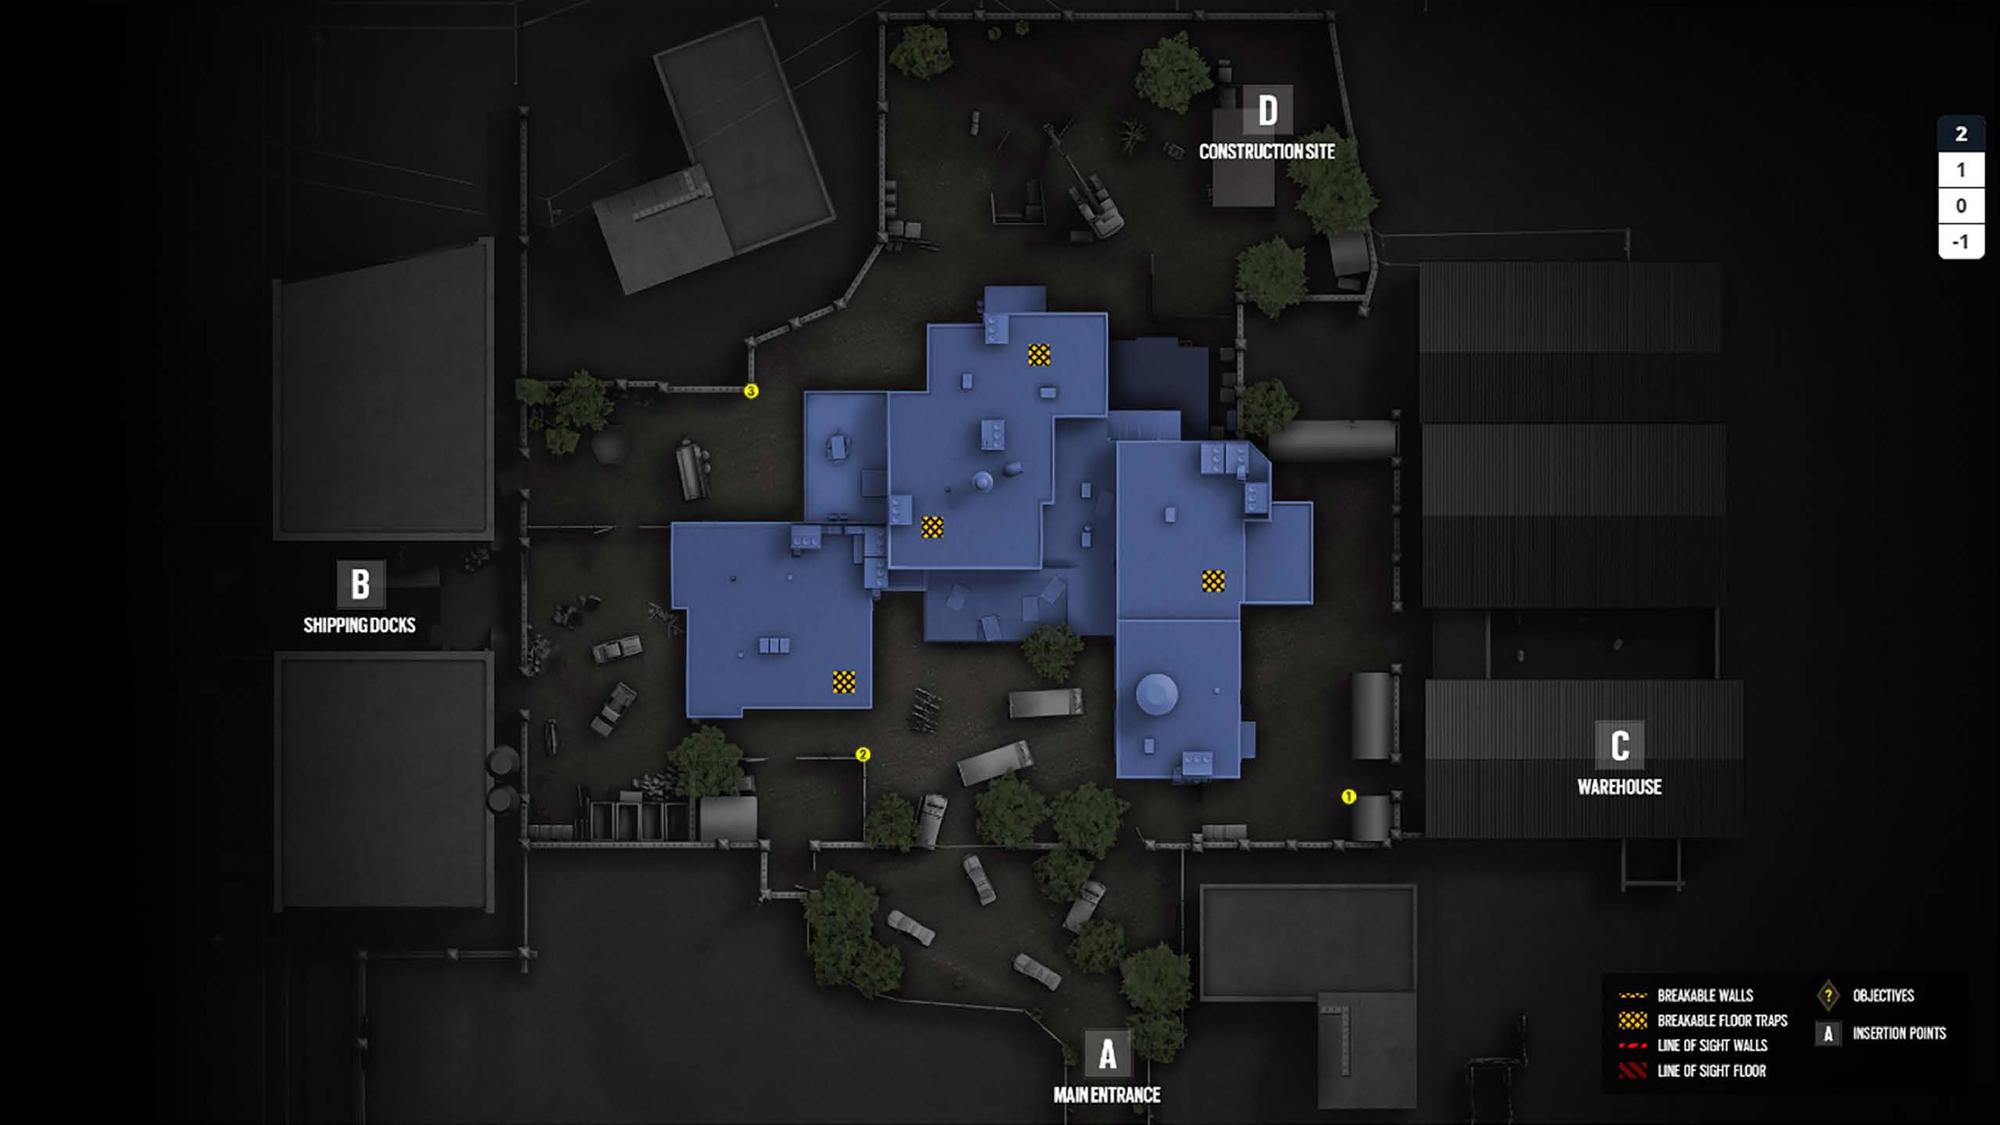 D
CONSTRUCTION SITE
2
1
0
-1
3
B
SHIPPING DOCKS
2
1
C
WAREHOUSE
A
MAIN ENTRANCE
BREAKABLE WALLS
BREAKABLE FLOOR TRAPS
LINE OF SIGHT WALLS
LINE OF SIGHT FLOOR
? OBJECTIVES
A INSERTION POINTS